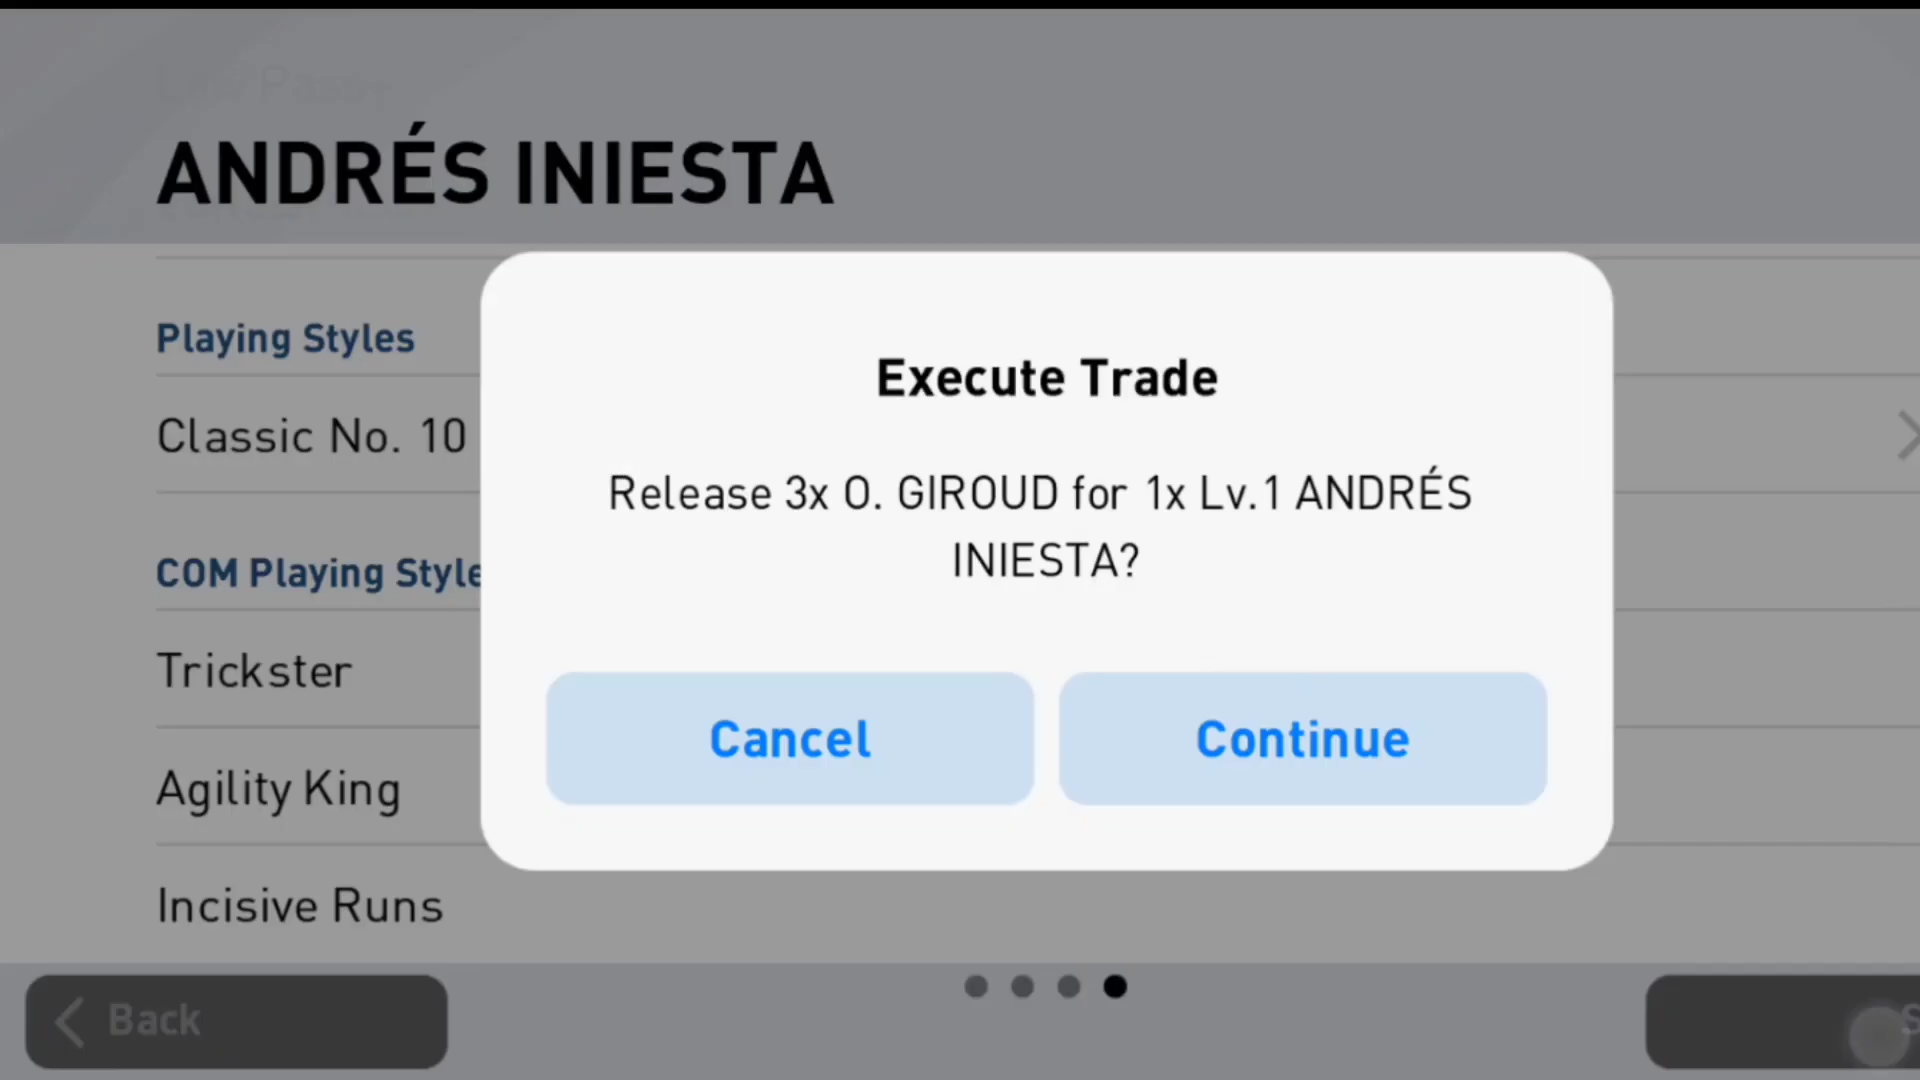 ANDRÉS INIESTA
Playing Styles
Classic No. 10
COM Playing Style
Trickster
Agility King
Incisive Runs
Execute Trade
Release 3x O. GIROUD for 1x Lv.1 ANDRÉS
INIESTA?
Cancel
Continue
Back